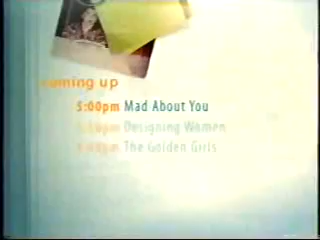 coming up
5:00pm Mad About You
Designing Women
The Golden Girls